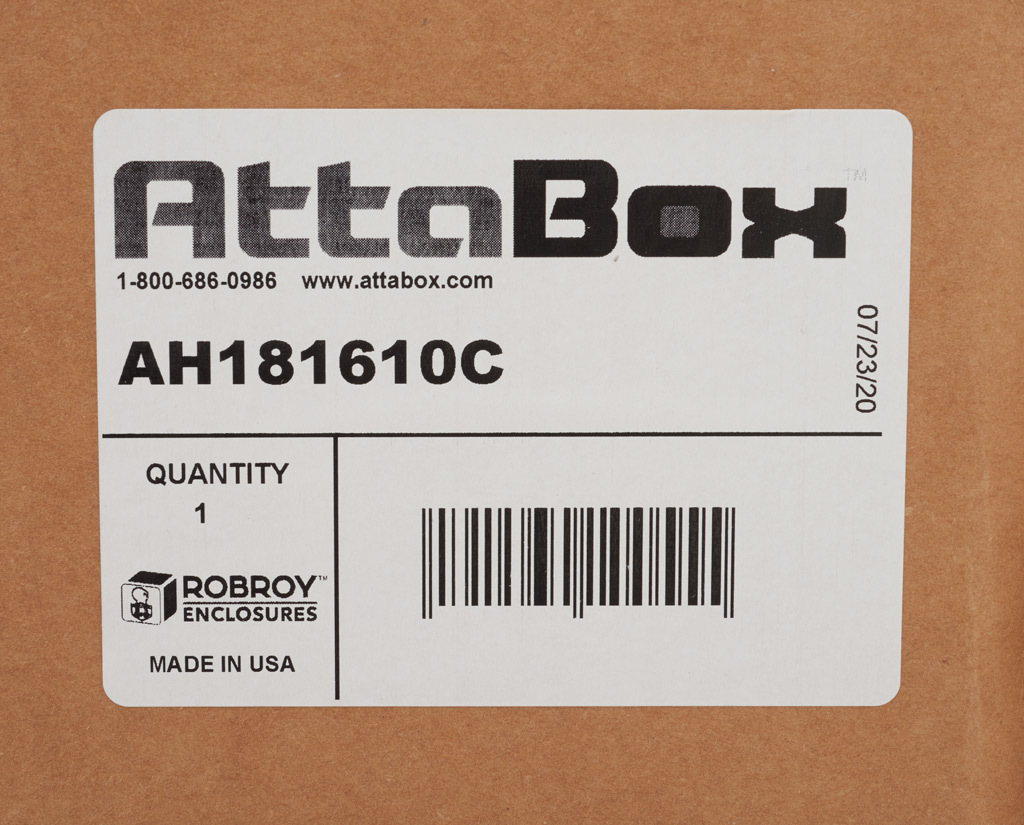 AttaBox™
1-800-686-0986 www.attabox.com
AH181610C
07/23/20
QUANTITY
1
ROBROY™
ENCLOSURES
MADE IN USA